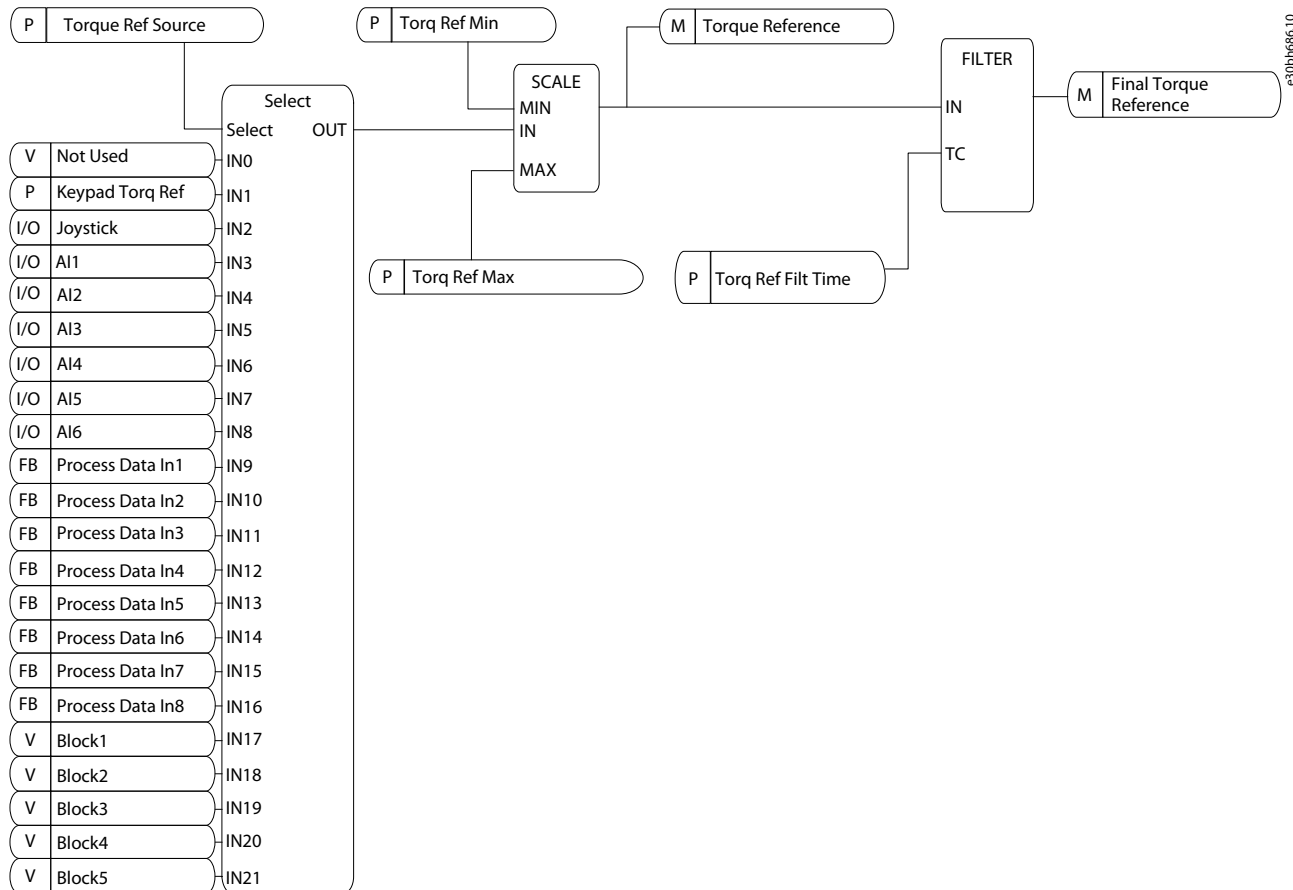 P Torque Ref Source
P Torq Ref Min
M Torque Reference
e30bh686.10
SCALE
MIN
IN
MAX
FILTER
IN
TC
M Final Torque
Reference
Select
Select OUT
V Not Used IN0
P Keypad Torq Ref IN1
I/O Joystick IN2
I/O AI1 IN3
I/O AI2 IN4
I/O AI3 IN5
I/O AI4 IN6
I/O AI5 IN7
I/O AI6 IN8
FB Process Data In1 IN9
FB Process Data In2 IN10
FB Process Data In3 IN11
FB Process Data In4 IN12
FB Process Data In5 IN13
FB Process Data In6 IN14
FB Process Data In7 IN15
FB Process Data In8 IN16
V Block1 IN17
V Block2 IN18
V Block3 IN19
V Block4 IN20
V Block5 IN21
P Torq Ref Max
P Torq Ref Filt Time